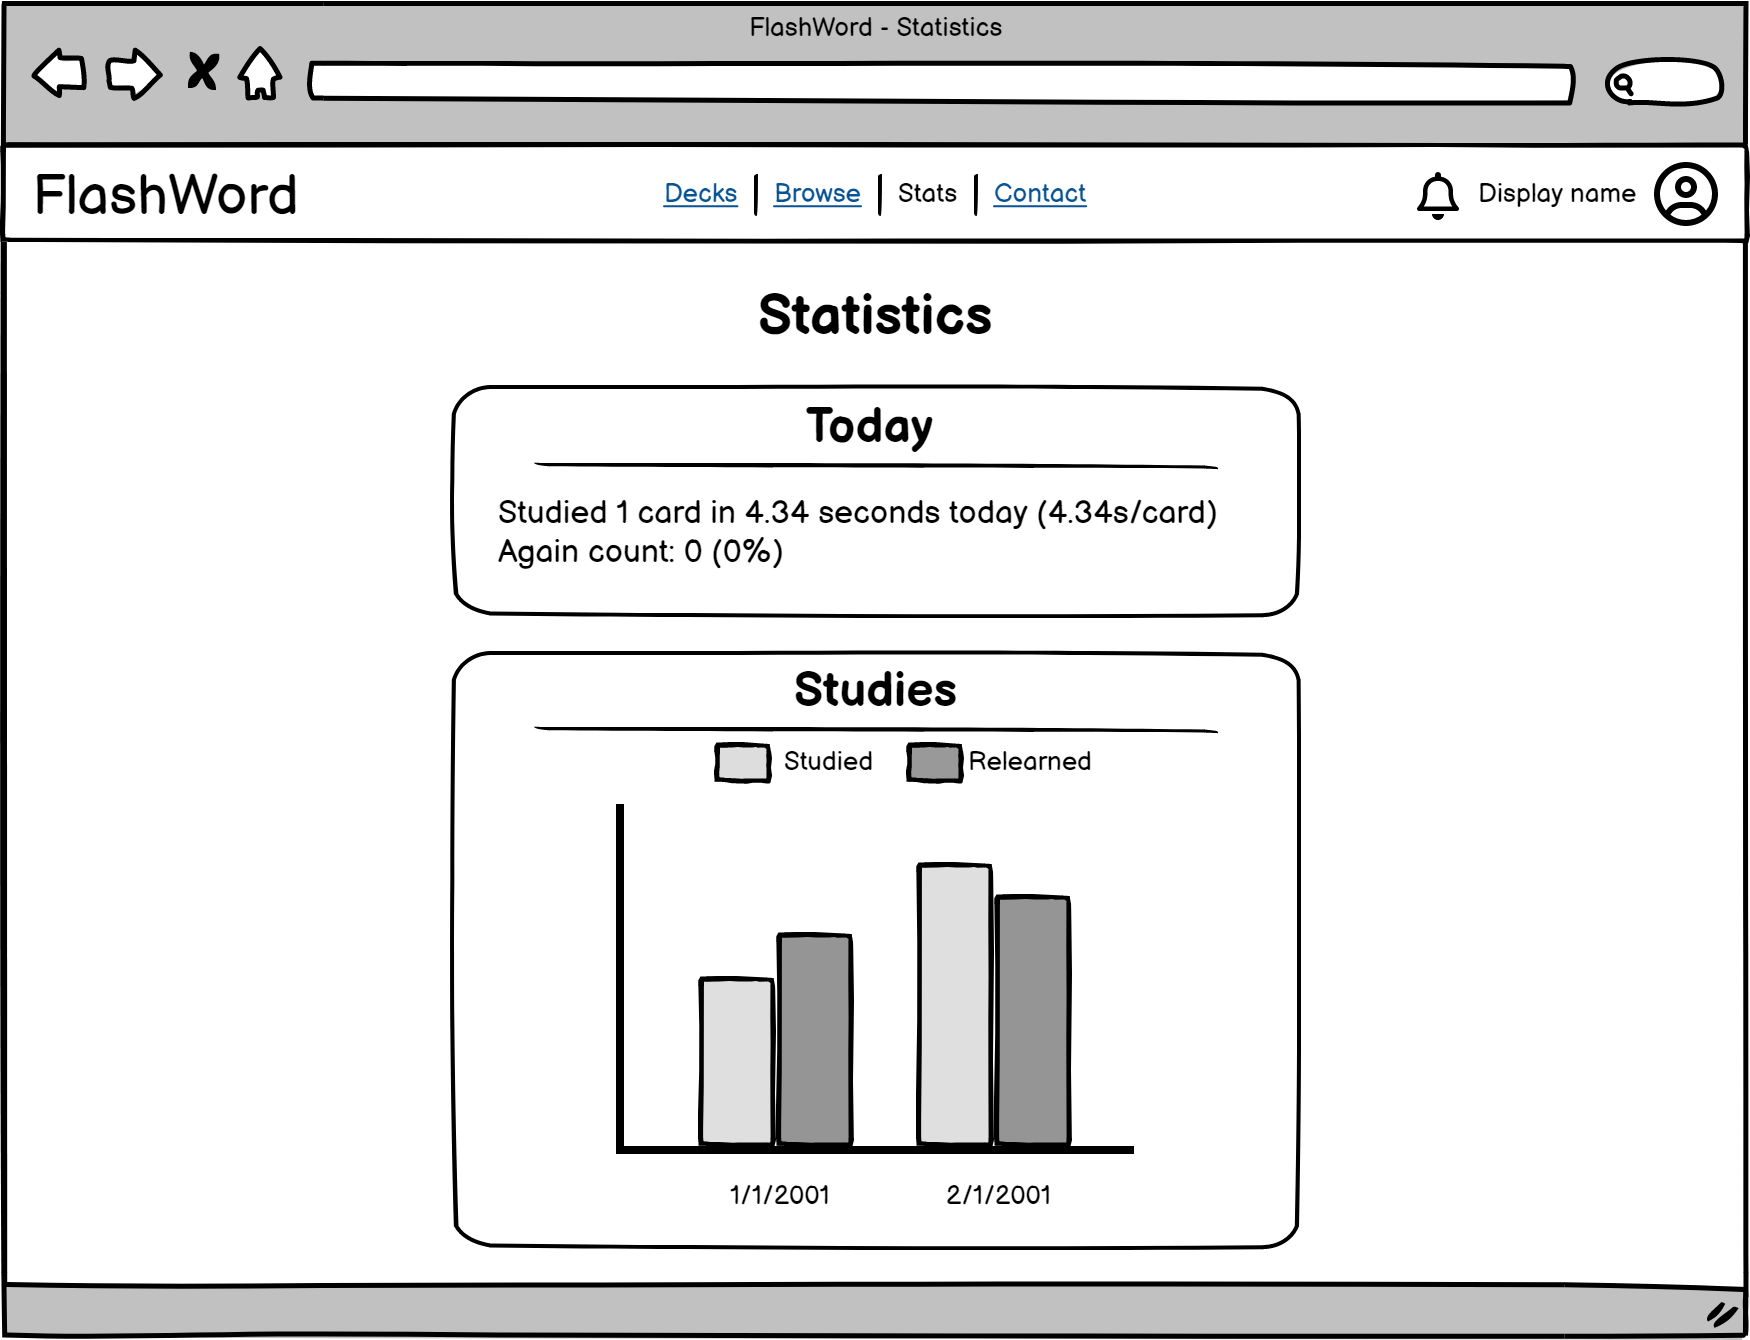 FlashWord - Statistics
FlashWord
Decks Browse Stats Contact
Display name
Statistics
Today
Studied 1 card in 4.34 seconds today (4.34s/card)
Again count: 0 (0%)
Studies
Studied Relearned
1/1/2001 2/1/2001